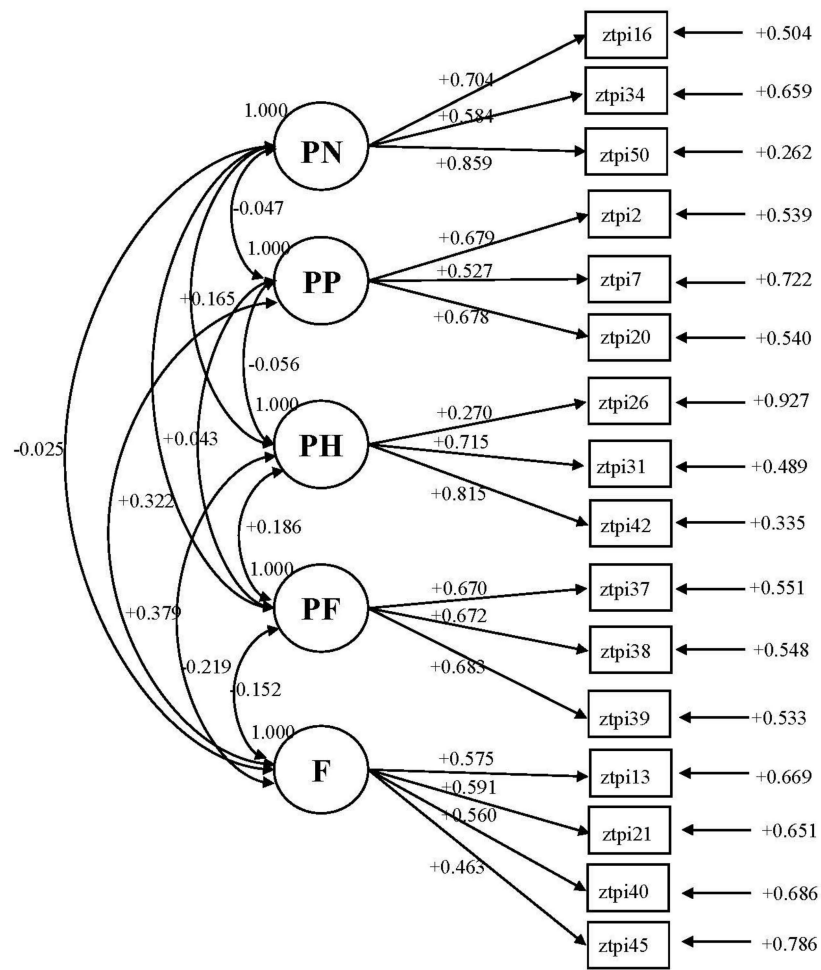 ztpi16
+0.504
+0.704
ztpi34
+0.659
1.000
+0.584
PN
+0.859
ztpi50
+0.262
-0.047
ztpi2
+0.539
+0.679
1.000
PP
+0.527
ztpi7
+0.722
+0.165
+0.678
ztpi20
+0.540
-0.056
1.000
+0.270
ztpi26
+0.927
+0.043
-0.025
PH
+0.715
ztpi31
+0.489
+0.322
+0.815
ztpi42
+0.335
+0.186
1.000
+0.670
ztpi37
+0.551
+0.379
PF
+0.672
ztpi38
+0.548
-0.219
+0.683
-0.152
ztpi39
+0.533
1.000
+0.575
ztpi13
+0.669
F
+0.591
+0.560
ztpi21
+0.651
+0.463
ztpi40
+0.686
ztpi45
+0.786